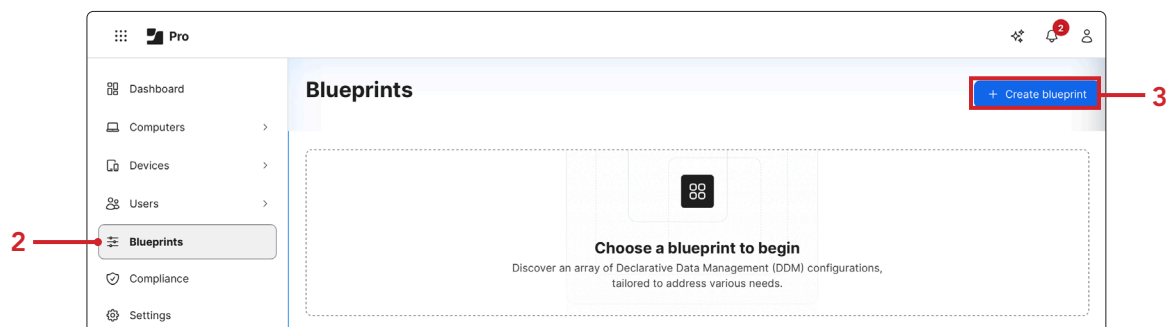 Pro
2
Dashboard
Computers
Devices
Users
2
Blueprints
Compliance
Settings
Blueprints
+ Create blueprint
3
Choose a blueprint to begin
Discover an array of Declarative Data Management (DDM) configurations,
tailored to address various needs.